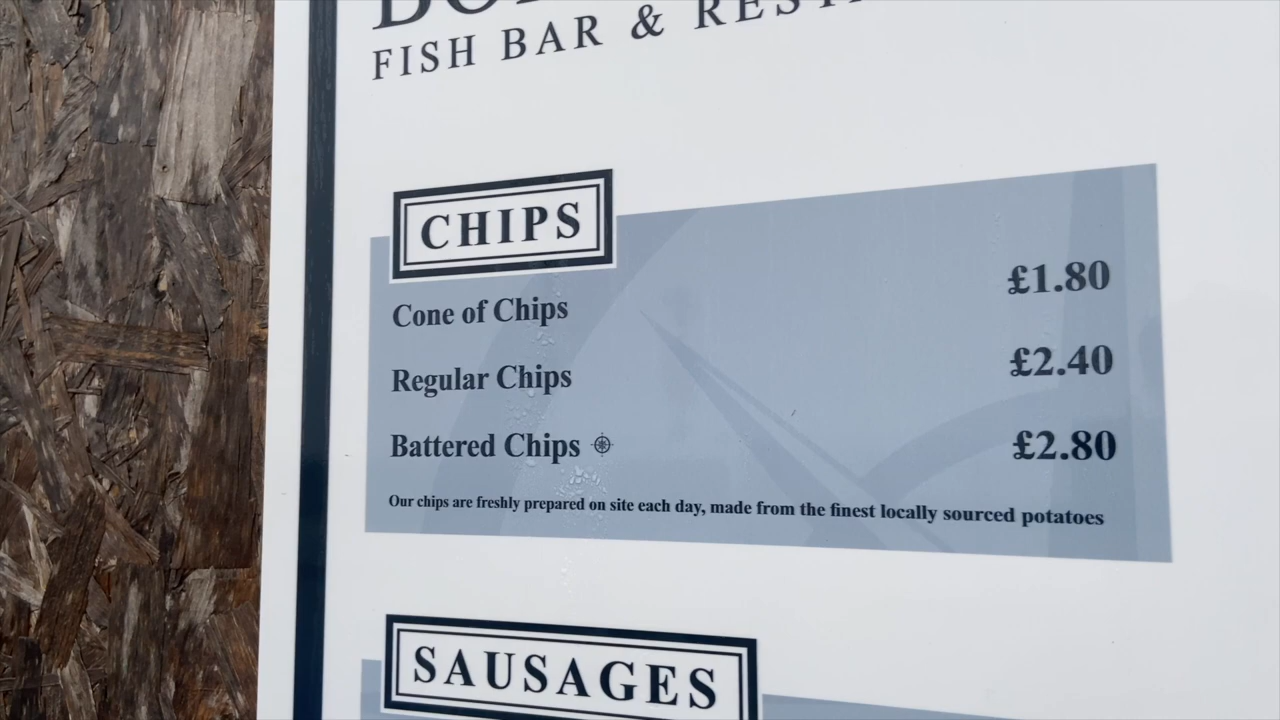 FISH BAR &
CHIPS
Cone of Chips £1.80
Regular Chips £2.40
Battered Chips £2.80
Our chips are freshly prepared on site each day, made from the finest locally sourced potatoes
SAUSAGES